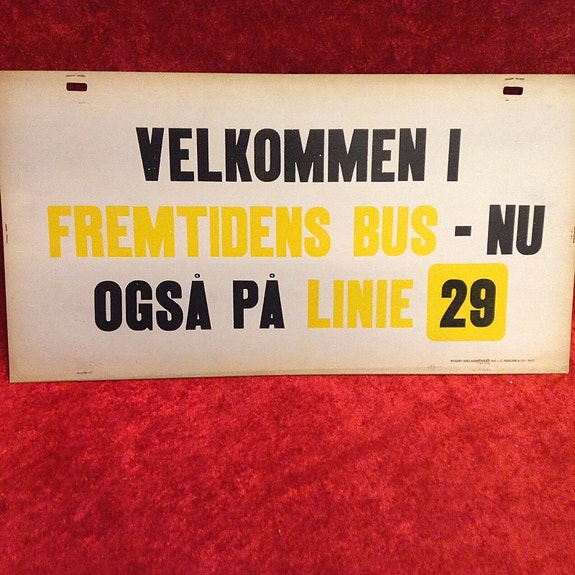 VELKOMMEN I
FREMTIDENS BUS - NU
OGSÅ PÅ LINIE 29